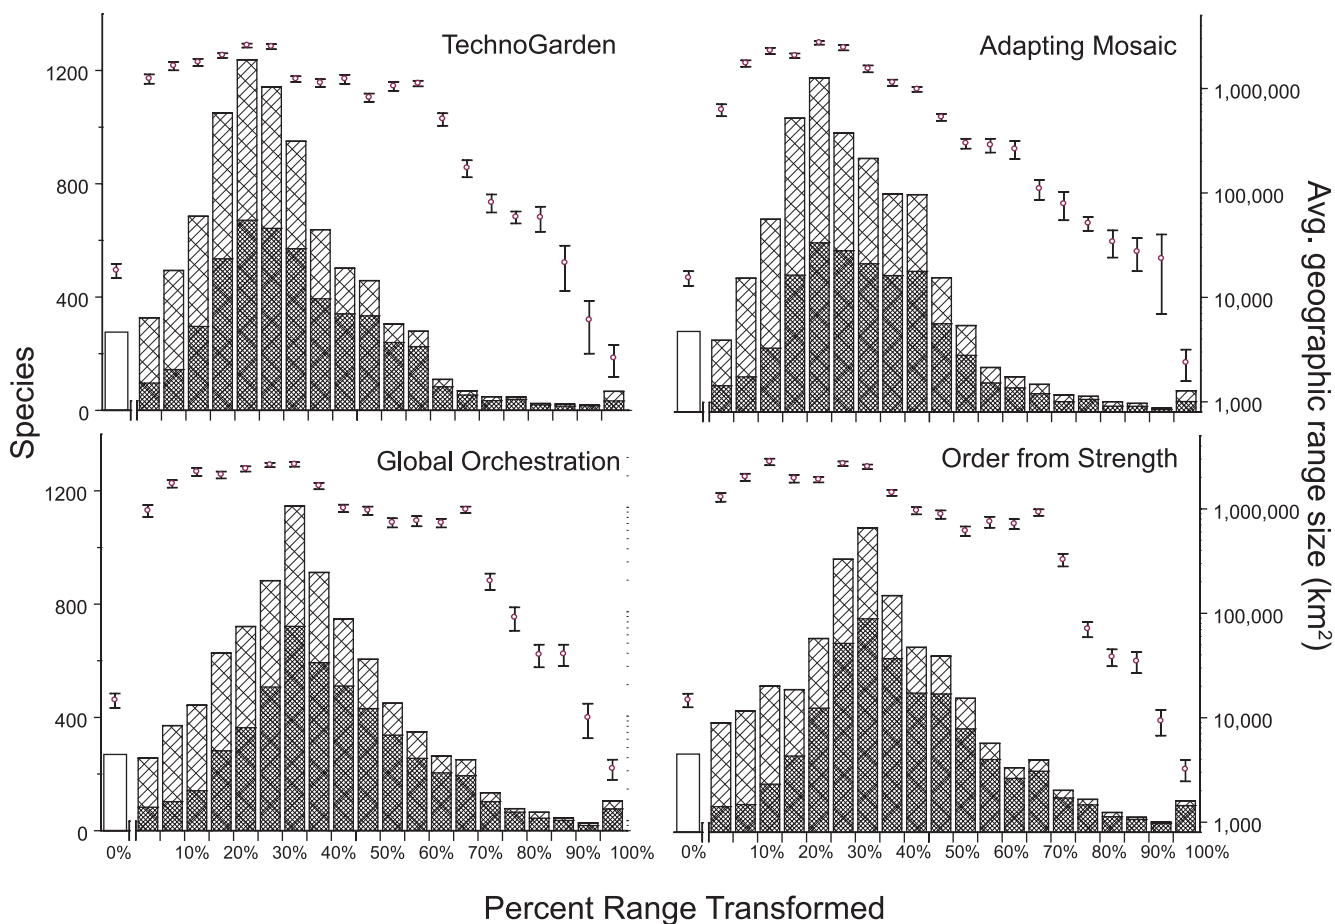 TechnoGarden
Adapting Mosaic
1200
800
400
0
1,000,000
100,000
10,000
1,000
Species
Avg. geographic range size (km2)
Global Orchestration
Order from Strength
1200
800
400
0
1,000,000
100,000
10,000
1,000
0% 10% 20% 30% 40% 50% 60% 70% 80% 90% 100%
0% 10% 20% 30% 40% 50% 60% 70% 80% 90% 100%
Percent Range Transformed